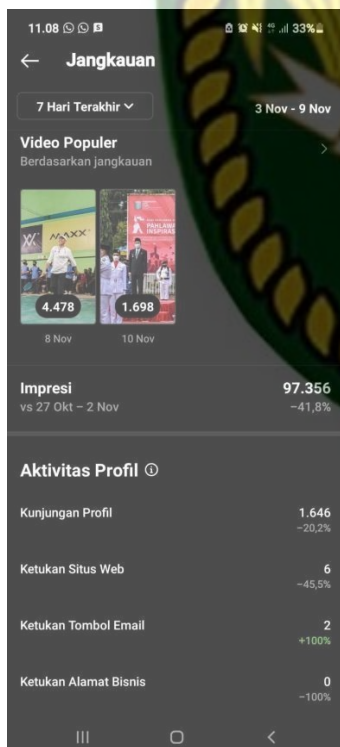 11.08
33%
Jangkauan
7 Hari Terakhir
3 Nov - 9 Nov
Video Populer
Berdasarkan jangkauan
MAXX
PAHLAWAN
INSPIRASI
4.478
1.698
8 Nov
10 Nov
Impresi
97.356
vs 27 Okt – 2 Nov
−41,8%
Aktivitas Profil
Kunjungan Profil
1.646
−20,2%
Ketukan Situs Web
6
−45,5%
Ketukan Tombol Email
2
+100%
Ketukan Alamat Bisnis
0
−100%